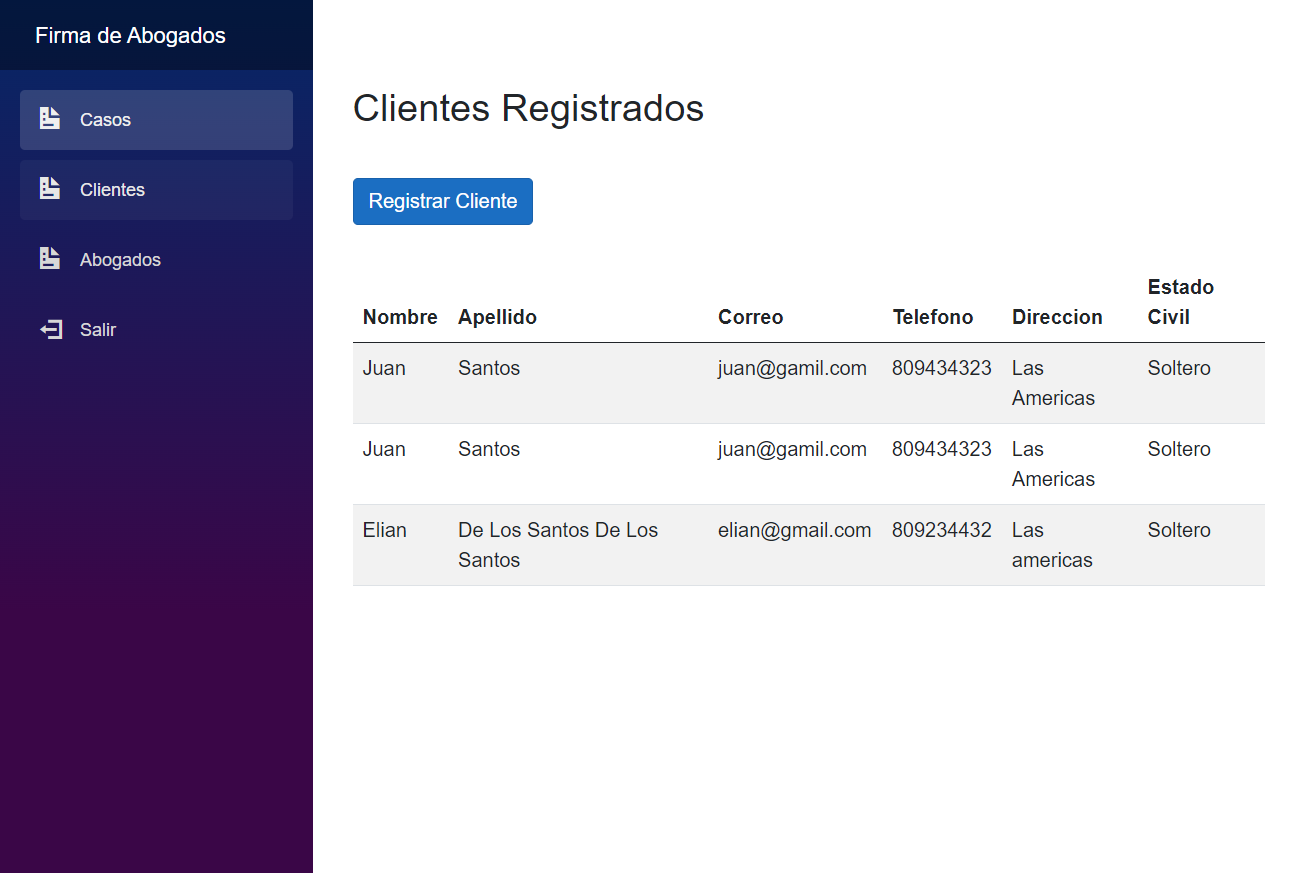 Firma de Abogados
Casos
Clientes
Abogados
Salir
Clientes Registrados
Registrar Cliente
Nombre Apellido Correo Telefono Direccion Estado
Civil
Juan Santos juan@gamil.com 809434323 Las
Americas Soltero
Juan Santos juan@gamil.com 809434323 Las
Americas Soltero
Elian De Los Santos De Los
Santos elian@gmail.com 809234432 Las
americas Soltero